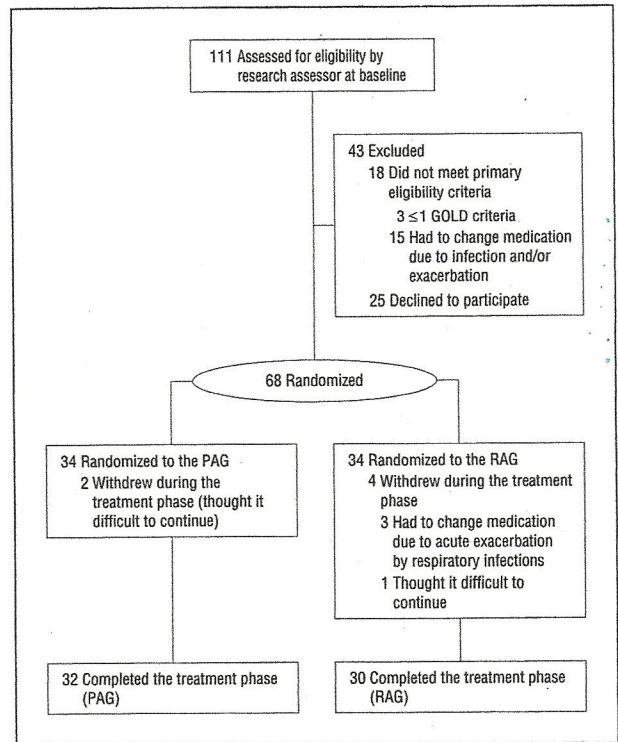 111 Assessed for eligibility by
research assessor at baseline
43 Excluded
18 Did not meet primary
eligibility criteria
3 ≤1 GOLD criteria
15 Had to change medication
due to infection and/or
exacerbation
25 Declined to participate
68 Randomized
34 Randomized to the PAG
2 Withdrew during the
treatment phase (thought it
difficult to continue)
34 Randomized to the RAG
4 Withdrew during the treatment
phase
3 Had to change medication
due to acute exacerbation
by respiratory infections
1 Thought it difficult to
continue
32 Completed the treatment phase
(PAG)
30 Completed the treatment phase
(RAG)